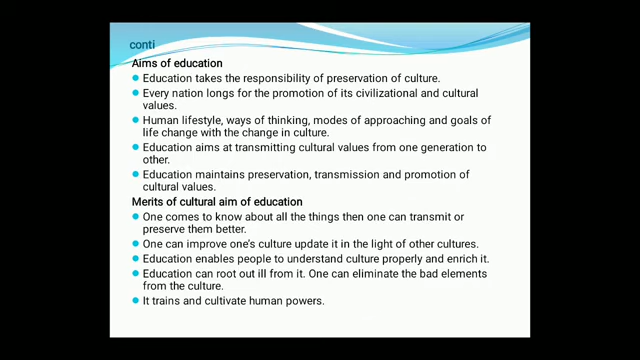 conti
Aims of education
Education takes the responsibility of preservation of culture.
Every nation longs for the promotion of its civilizational and cultural
values.
Human lifestyle, ways of thinking, modes of approaching and goals of
life change with the change in culture.
Education aims at transmitting cultural values from one generation to
other.
Education maintains preservation, transmission and promotion of
cultural values.
Merits of cultural aim of education
One comes to know about all the things then one can transmit or
preserve them better.
One can improve one's culture update it in the light of other cultures.
Education enables people to understand culture properly and enrich it.
Education can root out ill from it. One can eliminate the bad elements
from the culture.
It trains and cultivate human powers.